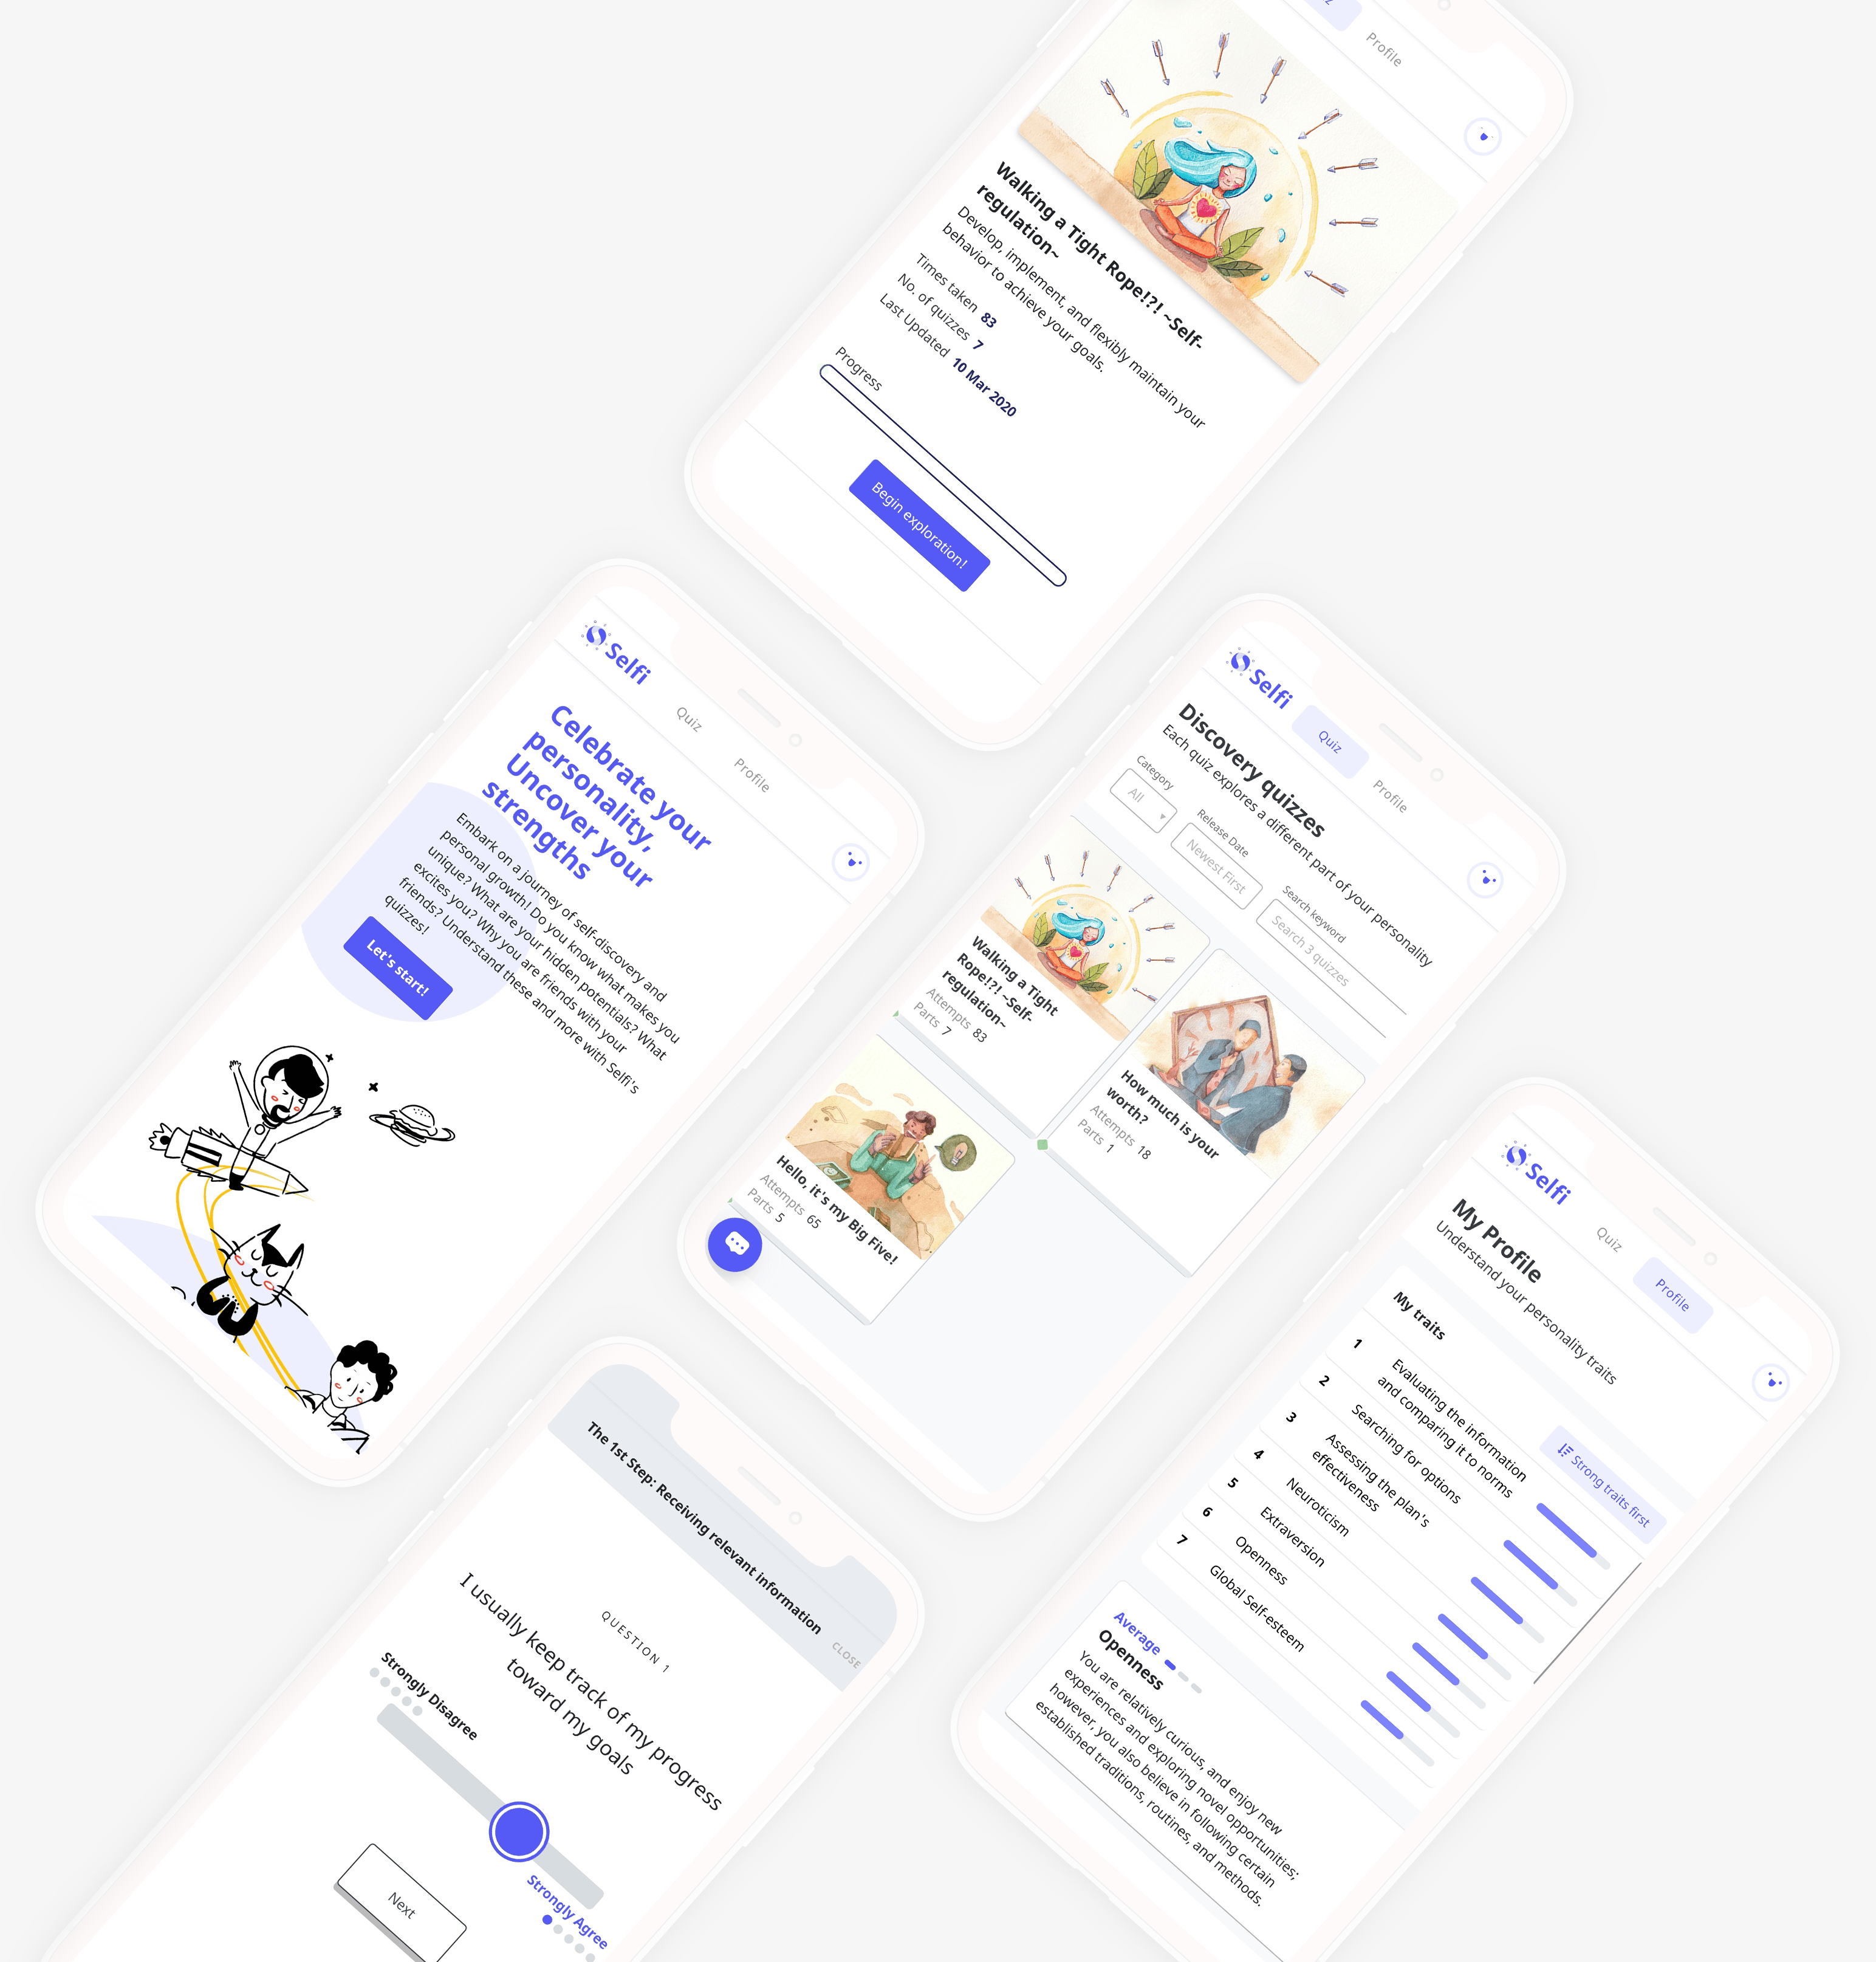 Profile
Walking a Tight Rope!?! ~Self-
regulation~
Develop, implement, and flexibly maintain your
behavior to achieve your goals.
Times taken 83
No. of quizzes 7
Last Updated 10 Mar 2020
Progress
Begin exploration!
Selfi
Quiz
Profile
Celebrate your
personality,
Uncover your
strengths
Embark on a journey of self-discovery and
personal growth! Do you know what makes you
unique? What are your hidden potentials? What
excites you? Why you are friends with your
friends? Understand these and more with Selfi's
quizzes!
Let's start!
Selfi
Quiz
Profile
Discovery quizzes
Each quiz explores a different part of your personality
Category
All
Release Date
Newest First
Search keyword
Search 3 quizzes
Walking a Tight
Rope!?! ~Self-
regulation~
Attempts 83
Parts 7
How much is your
worth?
Attempts 18
Parts 1
Hello, it's my Big Five!
Attempts 65
Parts 5
Selfi
Quiz
Profile
My Profile
Understand your personality traits
My traits
Strong traits first
1 Evaluating the information
and comparing it to norms
2 Searching for options
3 Assessing the plan's
effectiveness
4 Neuroticism
5 Extraversion
6 Openness
7 Global Self-esteem
Average
Openness
You are relatively curious, and enjoy new
experiences and exploring novel opportunities;
however, you also believe in following certain
established traditions, routines, and methods.
The 1st Step: Receiving relevant information
CLOSE
QUESTION 1
I usually keep track of my progress
toward my goals
Strongly Disagree
Strongly Agree
Next